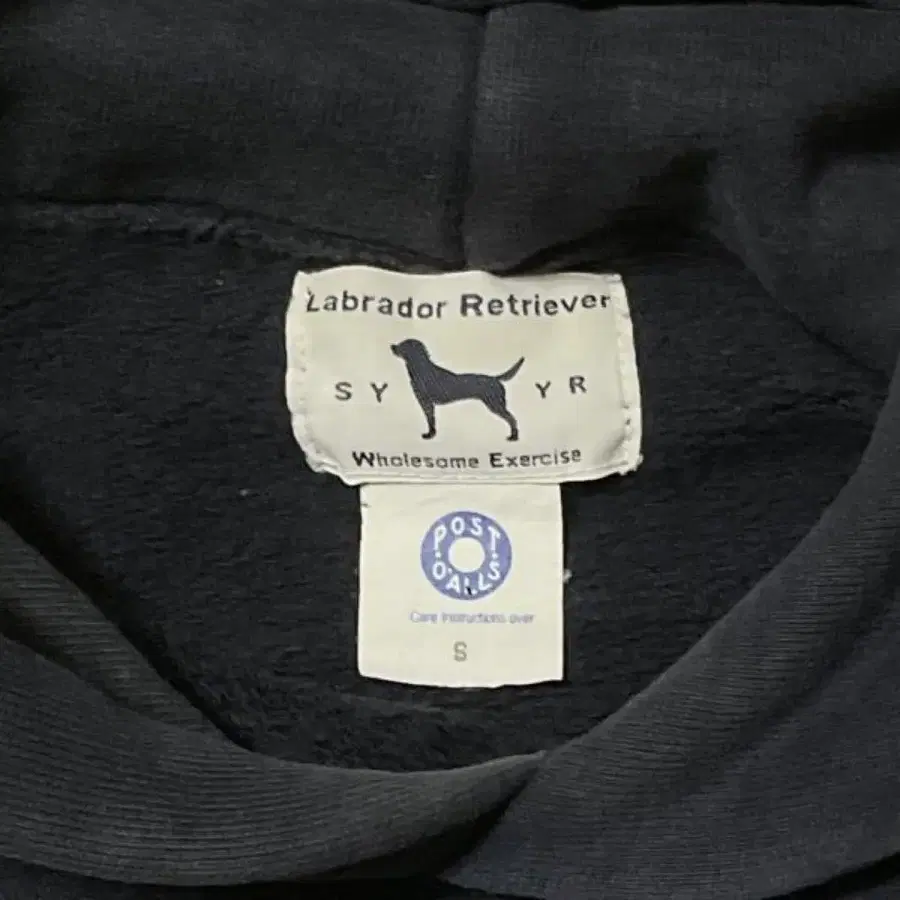 Labrador Retriever
SY YR
Wholesome Exercise
POST
O'ALLS
Care instructions over
S